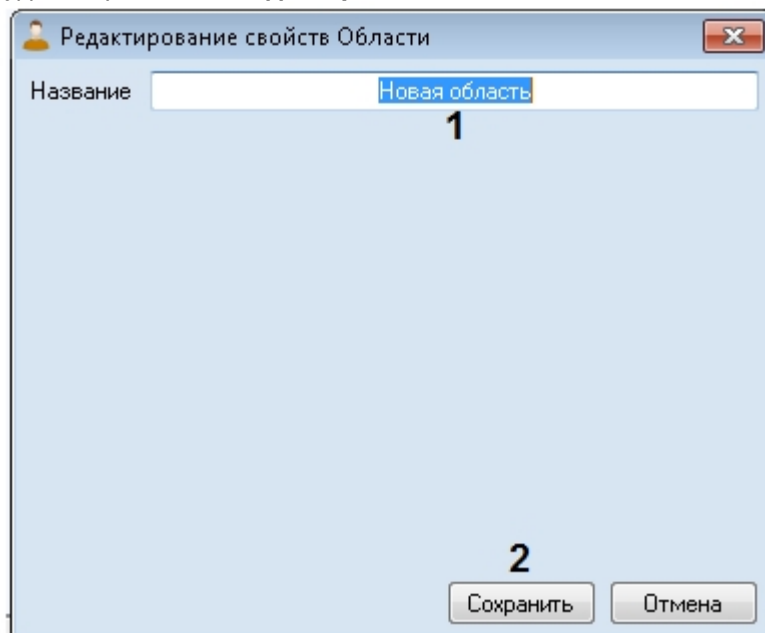 Редактирование свойств Области
Название Новая область
1
2
Сохранить Отмена